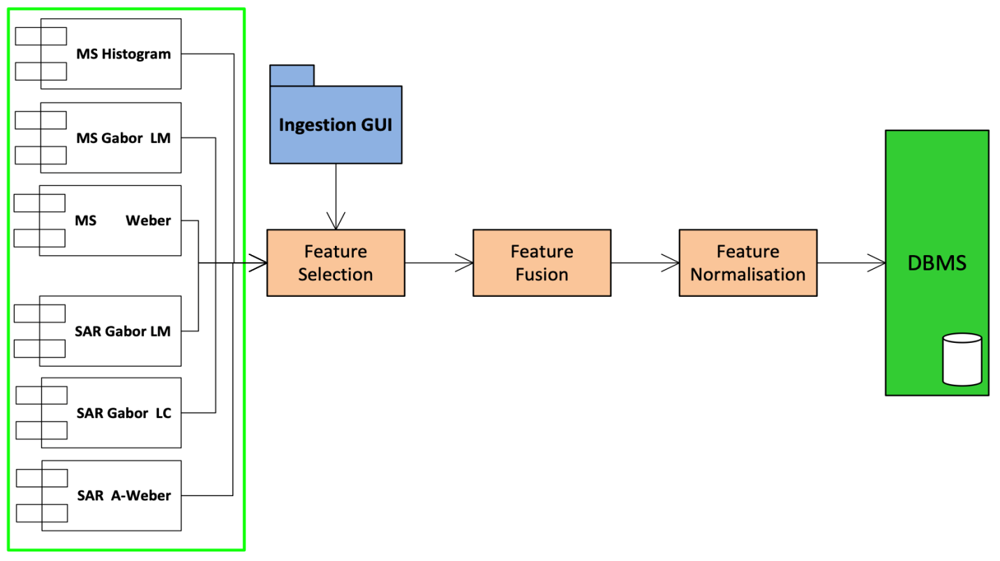 MS Histogram
MS Gabor LM
MS Weber
SAR Gabor LM
SAR Gabor LC
SAR A-Weber
Ingestion GUI
Feature
Selection
Feature
Fusion
Feature
Normalisation
DBMS